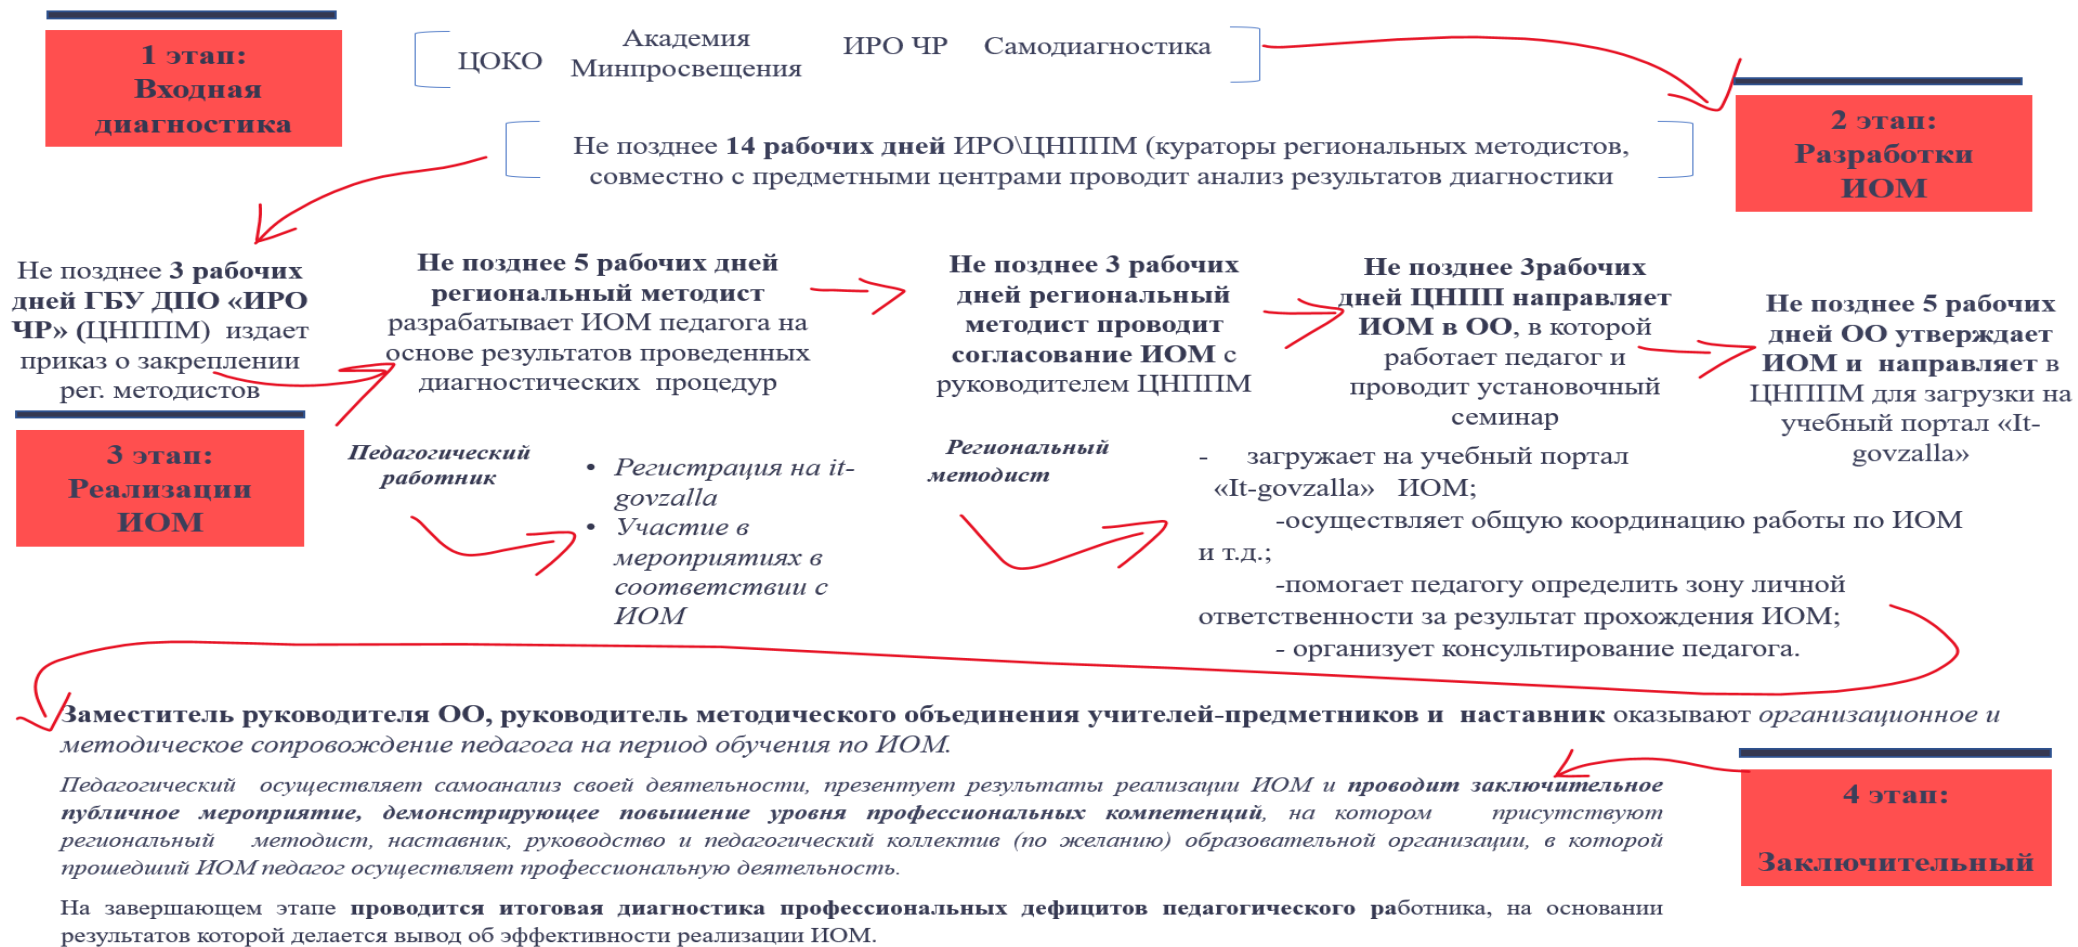 1 этап:
Входная
диагностика
ЦОКО
Академия
Минпросвещения
ИРО ЧР
Самодиагностика
2 этап:
Разработки
ИОМ
Не позднее 14 рабочих дней ИРО\ЦНППМ (кураторы региональных методистов,
совместно с предметными центрами проводит анализ результатов диагностики
Не позднее 3 рабочих
дней ГБУ ДПО «ИРО
ЧР» (ЦНППМ) издает
приказ о закреплении
рег. методистов
Не позднее 5 рабочих дней
региональный методист
разрабатывает ИОМ педагога на
основе результатов проведенных
диагностических процедур
Не позднее 3 рабочих
дней региональный
методист проводит
согласование ИОМ с
руководителем ЦНППМ
Не позднее 3рабочих
дней ЦНПП направляет
ИОМ в ОО, в которой
работает педагог и
проводит установочный
семинар
Не позднее 5 рабочих
дней ОО утверждает
ИОМ и направляет в
ЦНППМ для загрузки на
учебный портал «It-
govzalla»
3 этап:
Реализации
ИОМ
Педагогический
работник
• Регистрация на it-
govzalla
• Участие в
мероприятиях в
соответствии с
ИОМ
Региональный
методист
- загружает на учебный портал
«It-govzalla» ИОМ;
-осуществляет общую координацию работы по ИОМ
и т.д.;
-помогает педагогу определить зону личной
ответственности за результат прохождения ИОМ;
- организует консультирование педагога.
Заместитель руководителя ОО, руководитель методического объединения учителей-предметников и наставник оказывают организационное и
методическое сопровождение педагога на период обучения по ИОМ.
4 этап:
Заключительный
Педагогический осуществляет самоанализ своей деятельности, презентует результаты реализации ИОМ и проводит заключительное
публичное мероприятие, демонстрирующее повышение уровня профессиональных компетенций, на котором присутствуют
региональный методист, наставник, руководство и педагогический коллектив (по желанию) образовательной организации, в которой
прошедший ИОМ педагог осуществляет профессиональную деятельность.
На завершающем этапе проводится итоговая диагностика профессиональных дефицитов педагогического работника, на основании
результатов которой делается вывод об эффективности реализации ИОМ.